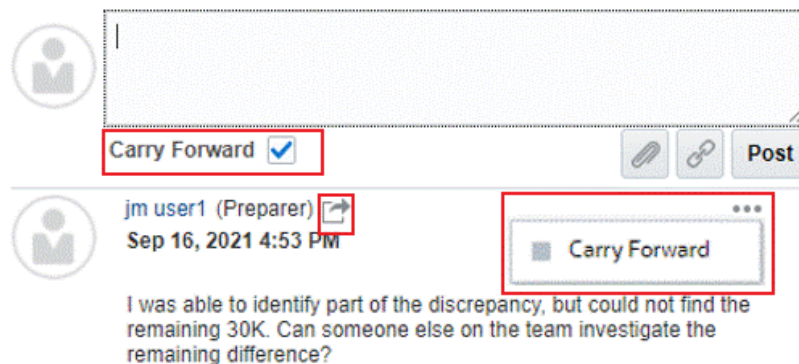 Carry Forward
Post
jm user1 (Preparer)
Sep 16, 2021 4:53 PM
Carry Forward
I was able to identify part of the discrepancy, but could not find the
remaining 30K. Can someone else on the team investigate the
remaining difference?